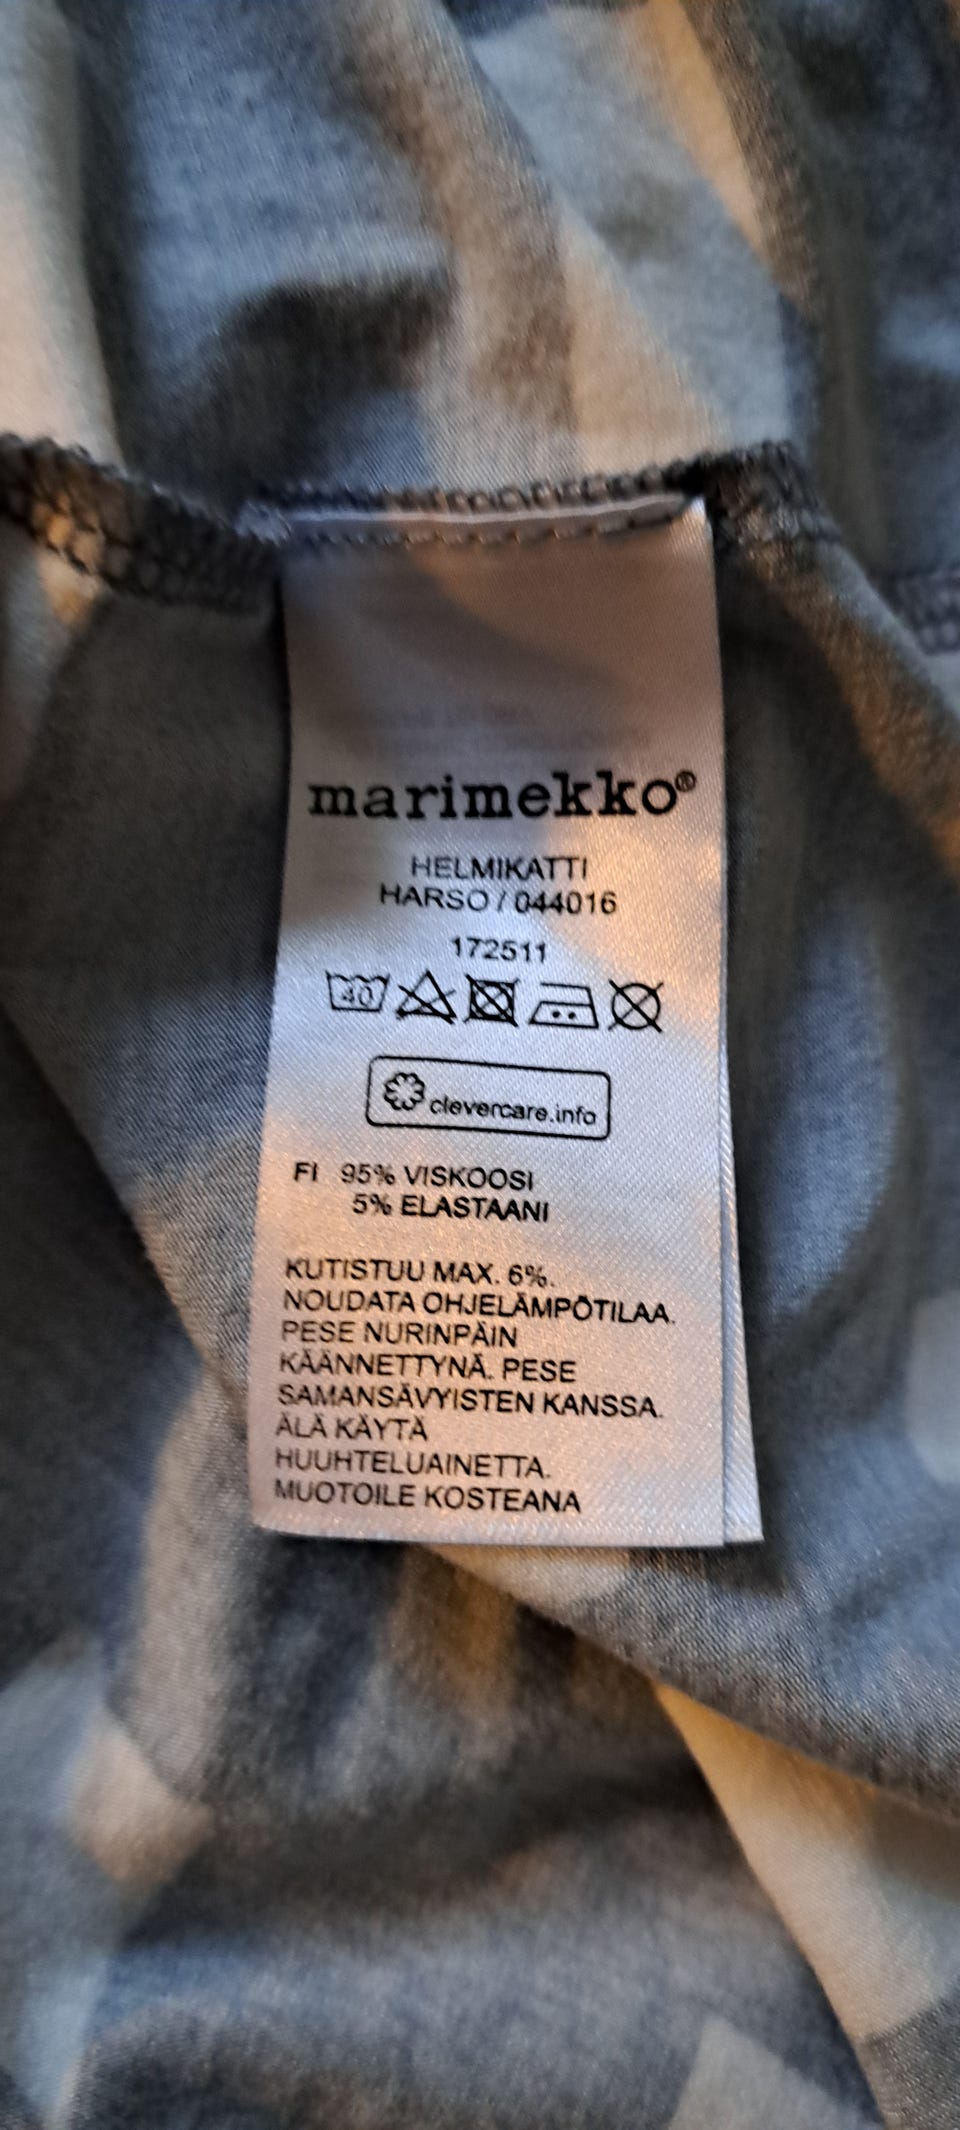 marimekko®
HELMIKATTI
HARSO / 044016
172511
40
clevercare.info
FI 95% VISKOOSI
5% ELASTAANI
KUTISTUU MAX. 6%.
NOUDATA OHJELÄMPÖTILAA.
PESE NURINPÄIN
KÄÄNNETTYNÄ. PESE
SAMANSÄVYISTEN KANSSA.
ÄLÄ KÄYTÄ
HUUHTELUAINETTA.
MUOTOILE KOSTEANA